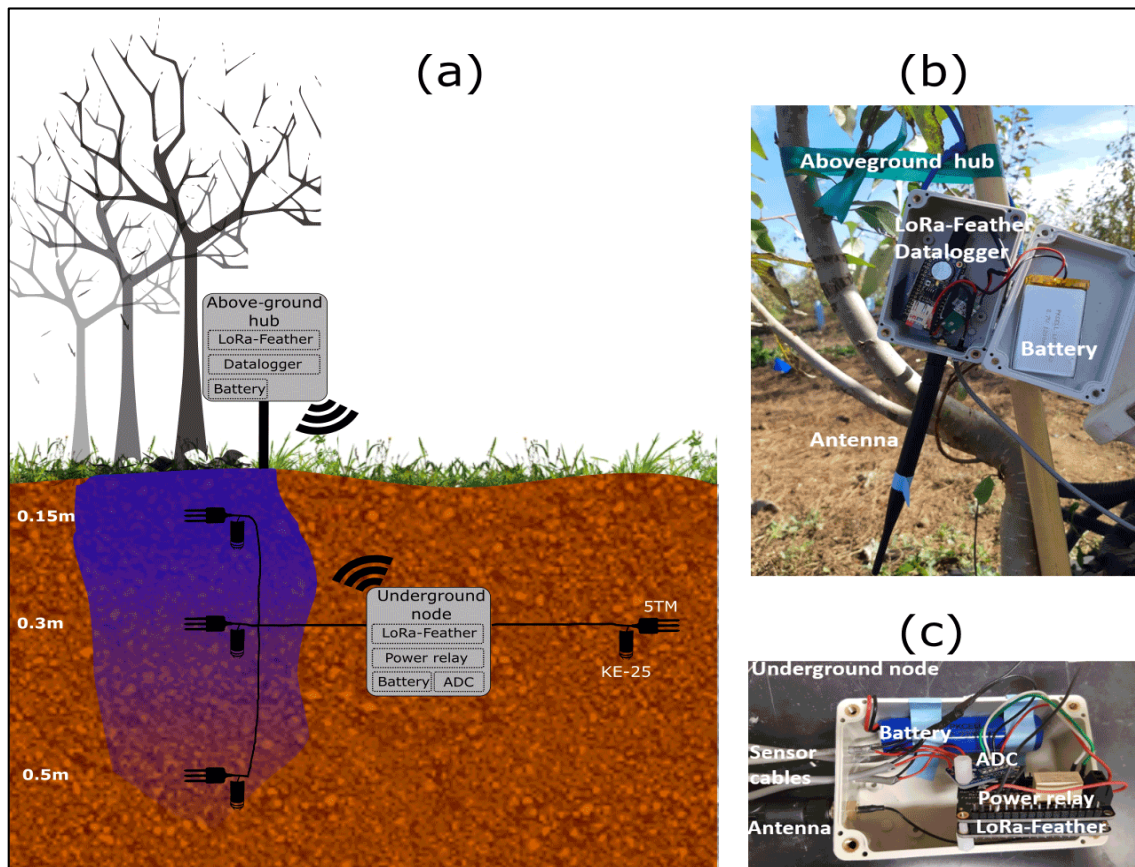 (a)
Above-ground
hub
LoRa-Feather
Datalogger
Battery
0.15m
0.3m
0.5m
Underground
node
LoRa-Feather
Power relay
Battery ADC
5TM
KE-25
(b)
Aboveground hub
LoRa-Feather
Datalogger
Battery
Antenna
(c)
Underground node
Battery
Sensor
cables
ADC
Power relay
Antenna
LoRa-Feather